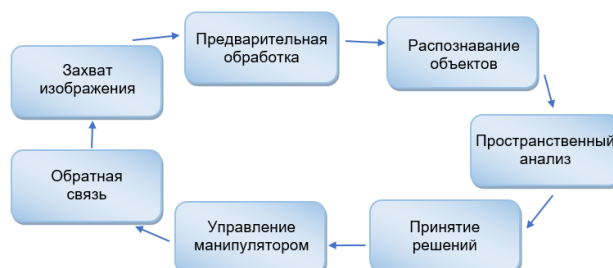 Захват
изображения
Предварительная
обработка
Распознавание
объектов
Пространственный
анализ
Принятие
решений
Управление
манипулятором
Обратная
связь